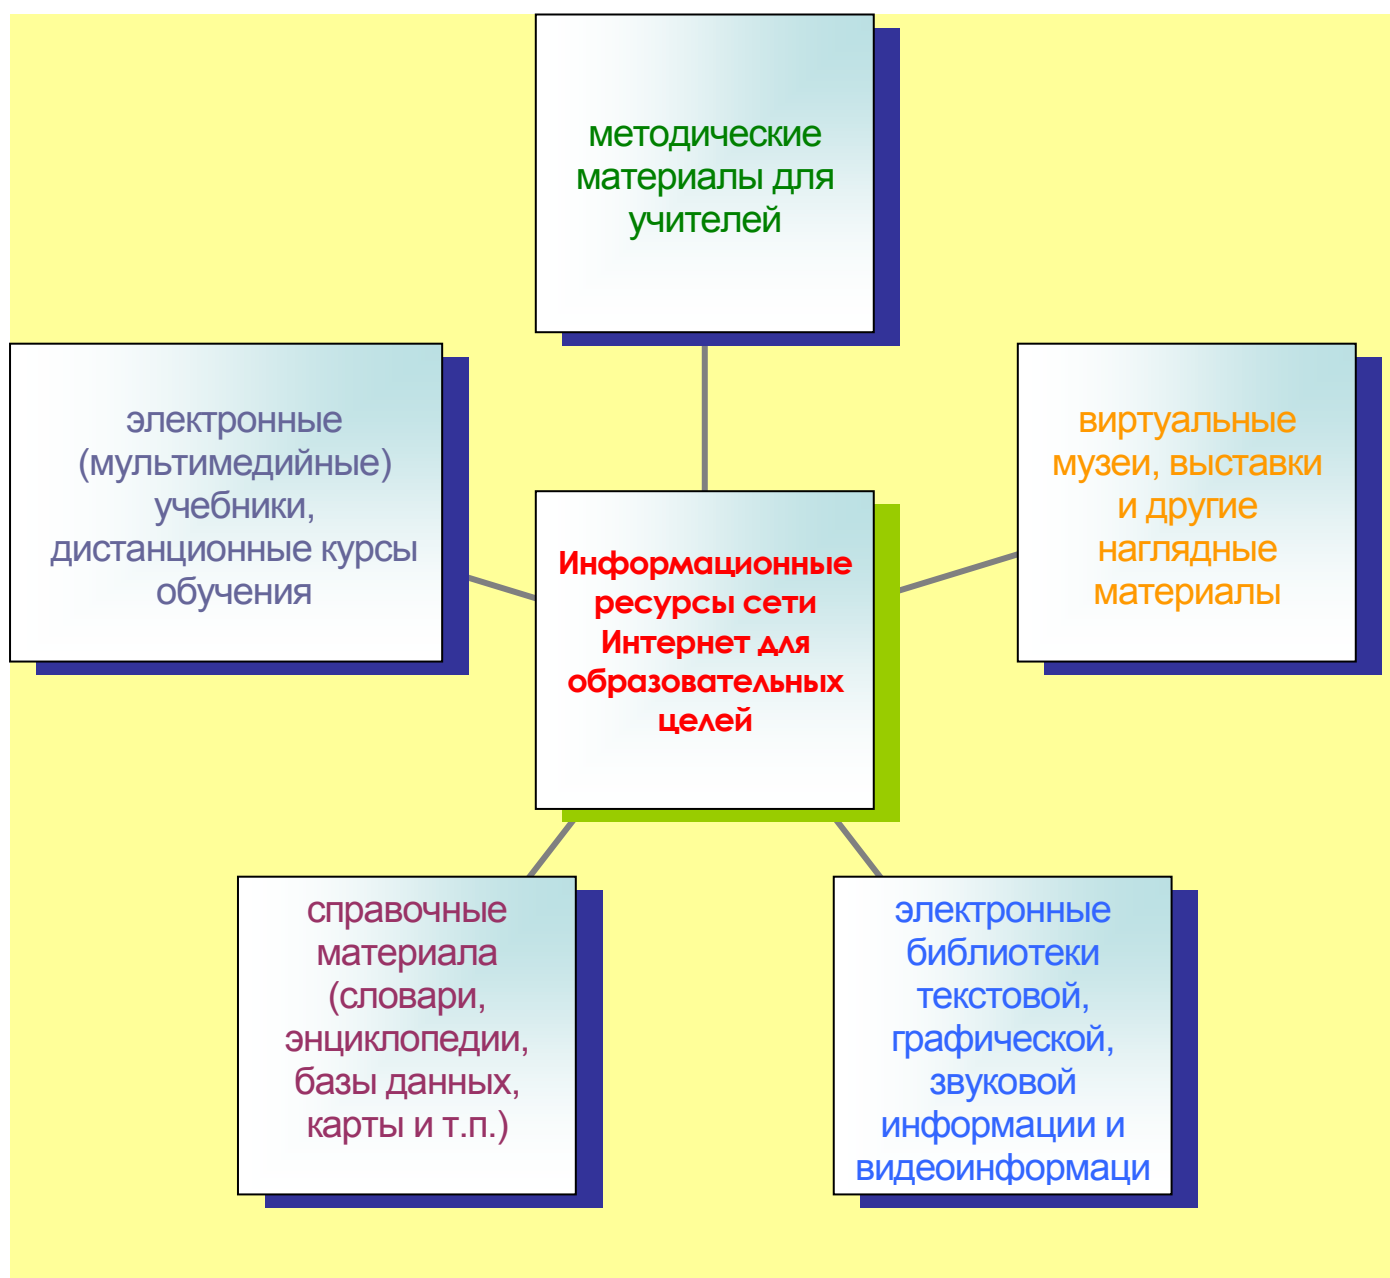 методические
материалы для
учителей
электронные
(мультимедийные)
учебники,
дистанционные курсы
обучения
виртуальные
музеи, выставки
и другие
наглядные
материалы
Информационные
ресурсы сети
Интернет для
образовательных
целей
справочные
материала
(словари,
энциклопедии,
базы данных,
карты и т.п.)
электронные
библиотеки
текстовой,
графической,
звуковой
информации и
видеоинформаци